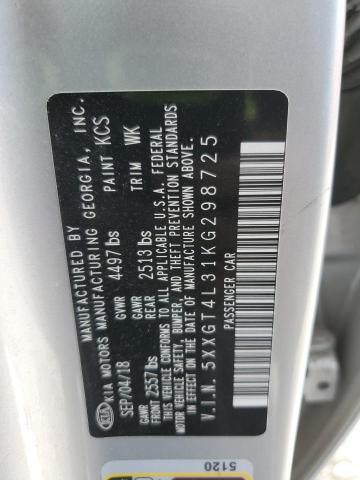 MANUFACTURED BY
KIA MOTORS MANUFACTURING GEORGIA, INC.
KIA
SEP/04/18 GVWR 4497 lbs PAINT KCS
GAWR FRONT 2557 lbs GAWR REAR 2513 lbs TRIM WK
THIS VEHICLE CONFORMS TO ALL APPLICABLE U.S.A. FEDERAL
MOTOR VEHICLE SAFETY, BUMPER, AND THEFT PREVENTION STANDARDS
IN EFFECT ON THE DATE OF MANUFACTURE SHOWN ABOVE.
V.I.N. 5XXGT4L31KG298725
PASSENGER CAR
5120